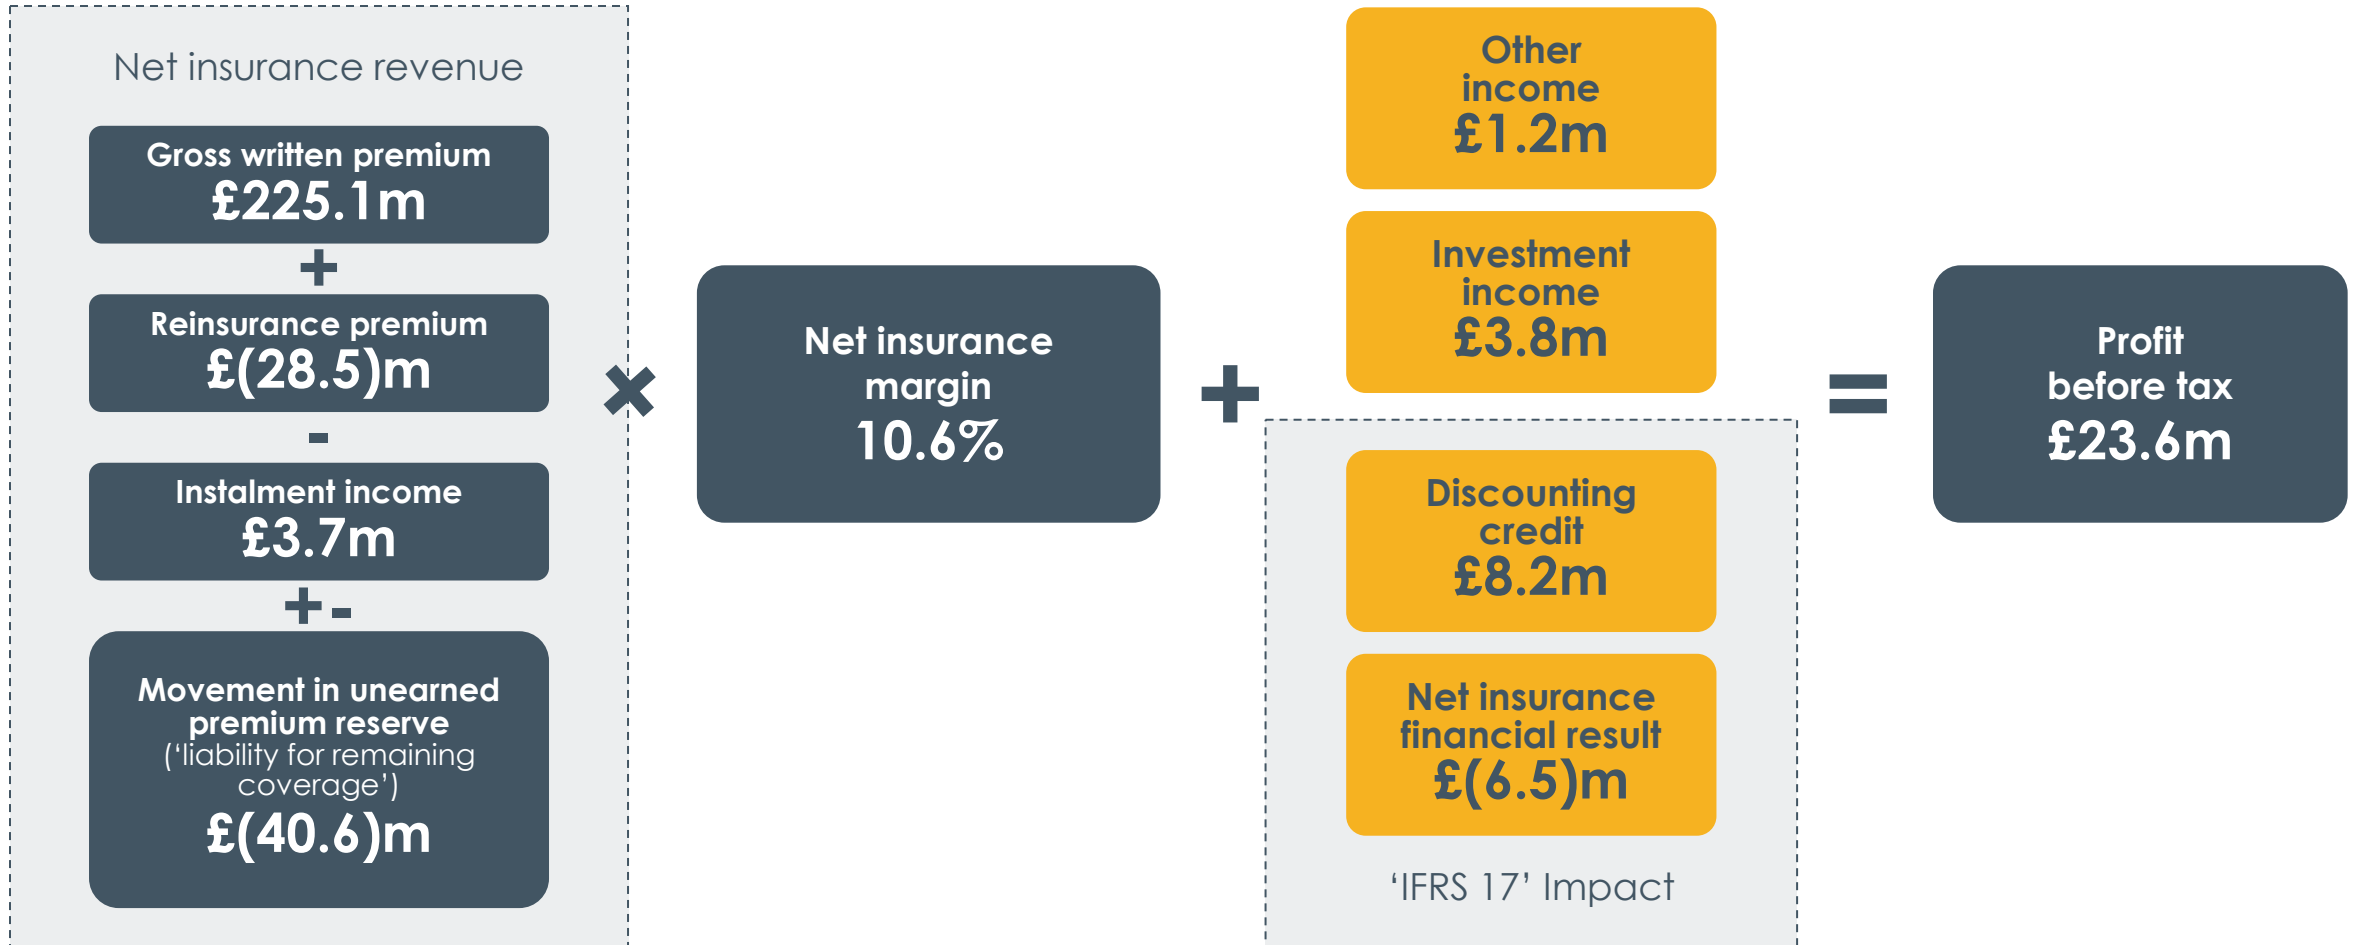 Net insurance revenue
Gross written premium
£225.1m
+
Reinsurance premium
£(28.5)m
-
Instalment income
£3.7m
+-
Movement in unearned
premium reserve
(‘liability for remaining
coverage’)
£(40.6)m
×
Net insurance
margin
10.6%
+
Other
income
£1.2m
Investment
income
£3.8m
Discounting
credit
£8.2m
Net insurance
financial result
£(6.5)m
‘IFRS 17’ Impact
=
Profit
before tax
£23.6m